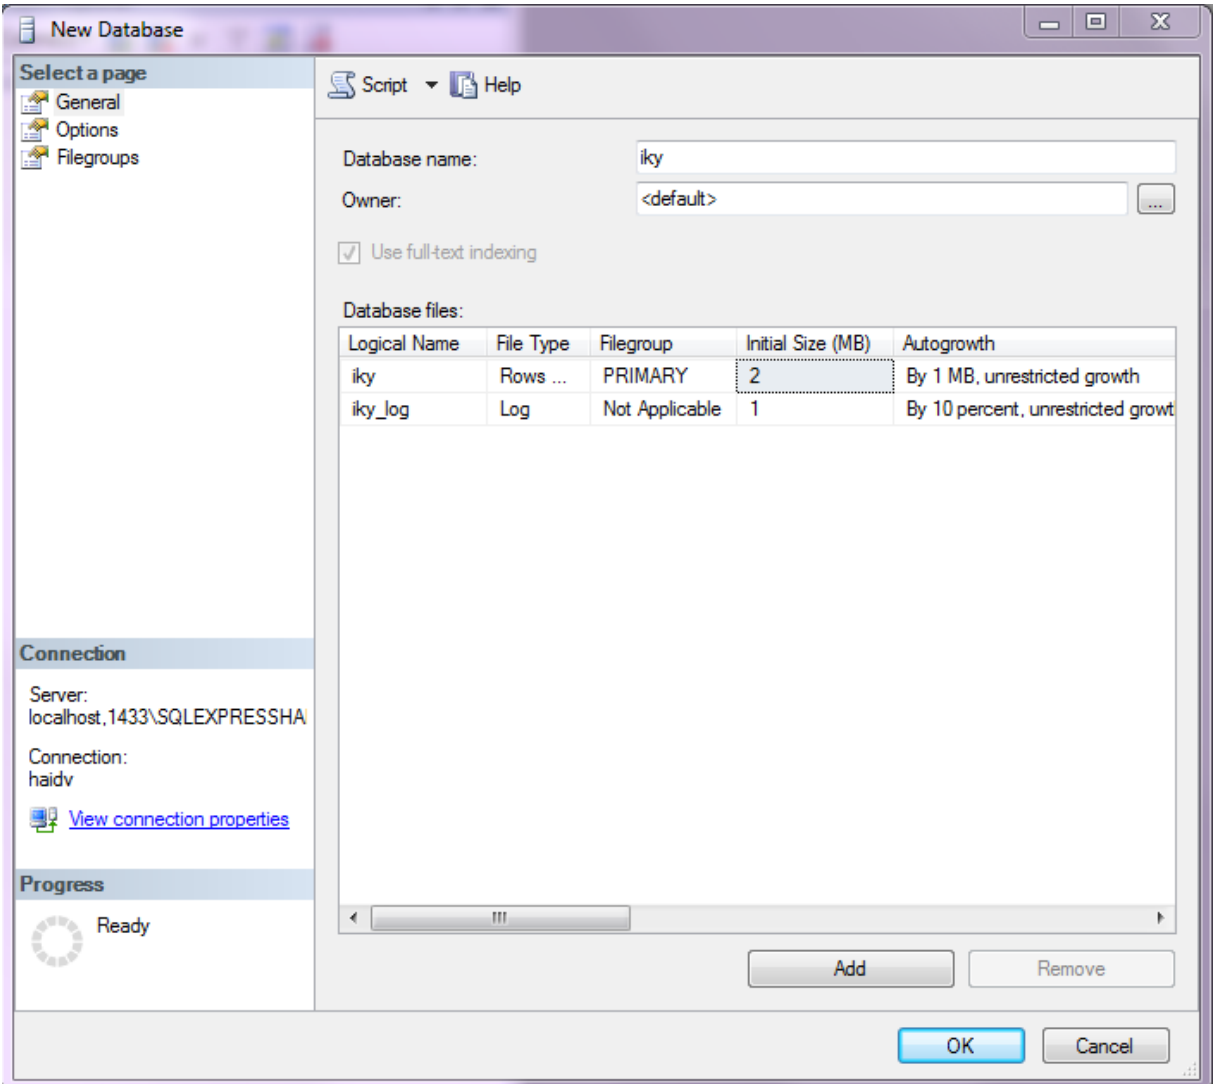 New Database
Select a page
General
Options
Filegroups
Script
Help
Database name:
iky
Owner:
<default>
...
Use full-text indexing
Database files:
Logical Name File Type Filegroup Initial Size (MB) Autogrowth
iky Rows ... PRIMARY 2 By 1 MB, unrestricted growth
iky_log Log Not Applicable 1 By 10 percent, unrestricted growt
Connection
Server:
localhost,1433\SQLEXPRESSHA
Connection:
haidv
View connection properties
Progress
Ready
Add
Remove
OK
Cancel